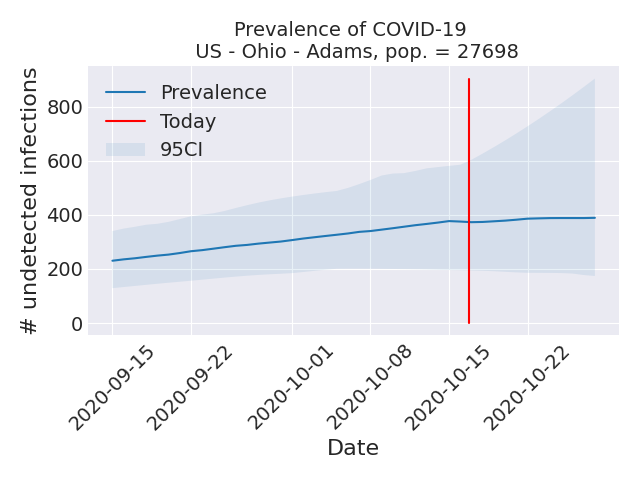 Prevalence of COVID-19
US - Ohio - Adams, pop. = 27698
# undetected infections
800
600
400
200
0
Prevalence
Today
95CI
2020-09-15
2020-09-22
2020-10-01
2020-10-08
2020-10-15
2020-10-22
Date